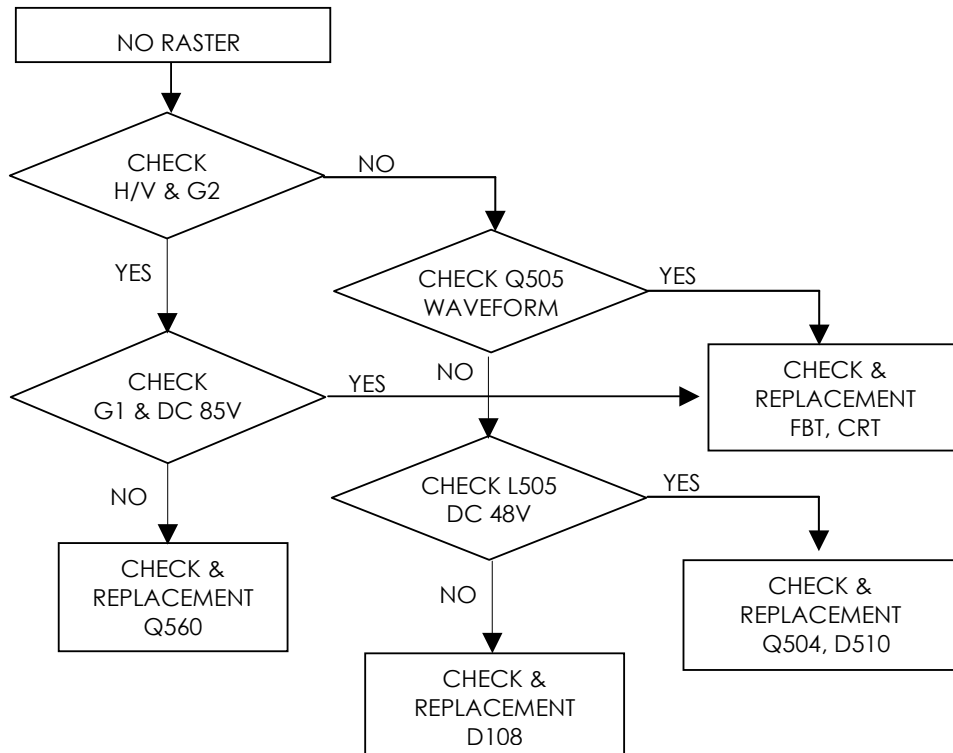 NO RASTER
CHECK
H/V & G2
NO
YES
CHECK Q505
WAVEFORM
YES
NO
CHECK
G1 & DC 85V
YES
CHECK &
REPLACEMENT
FBT, CRT
NO
CHECK L505
DC 48V
YES
NO
CHECK &
REPLACEMENT
Q560
CHECK &
REPLACEMENT
Q504, D510
CHECK &
REPLACEMENT
D108